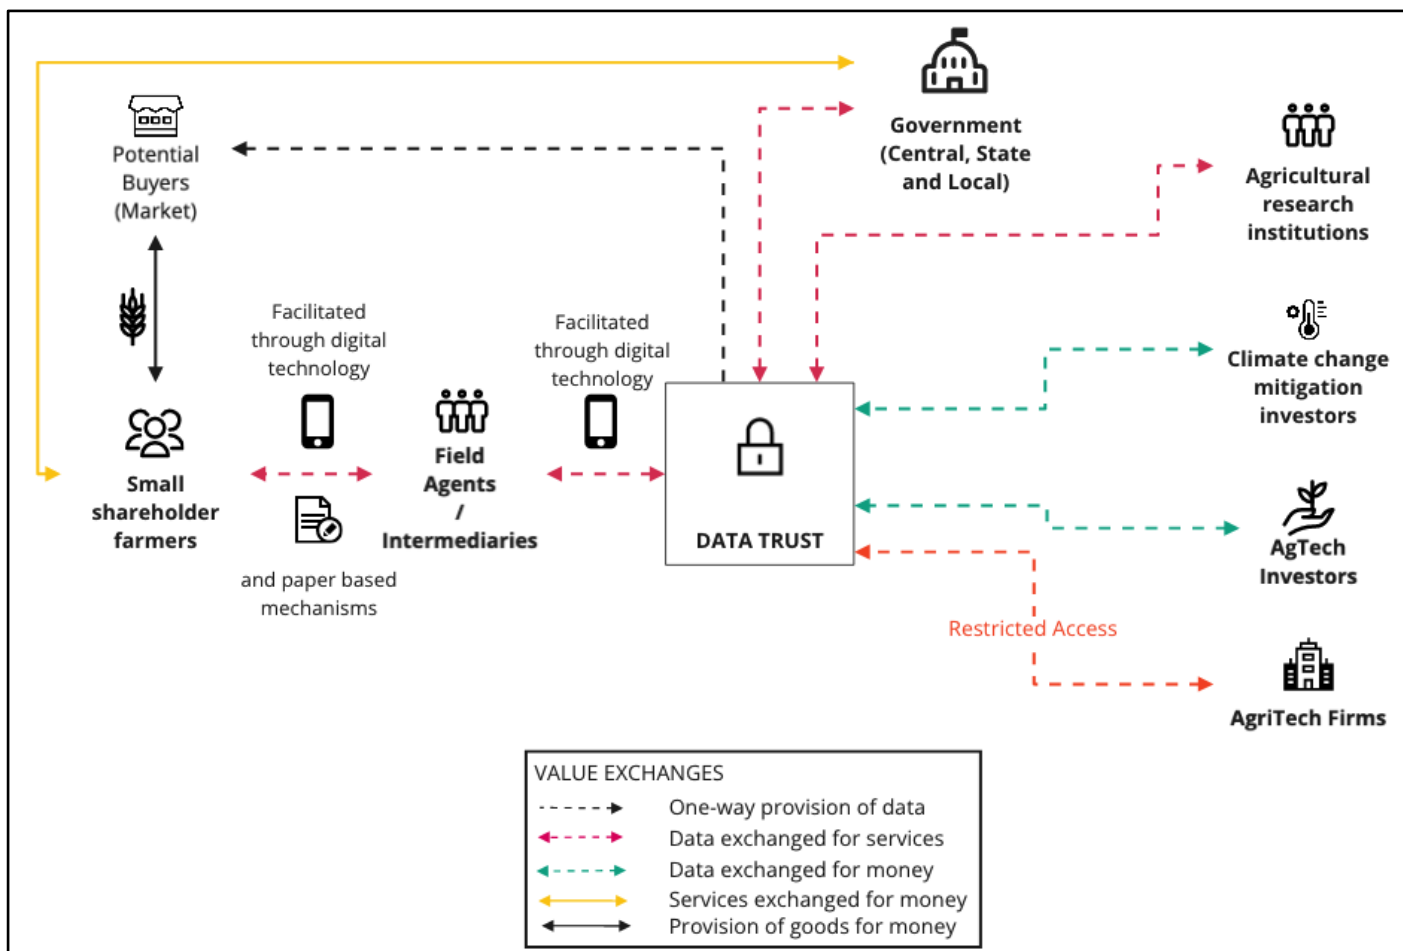 Government
(Central, State
and Local)
Potential
Buyers
(Market)
Agricultural
research
institutions
Facilitated
through digital
technology
Facilitated
through digital
technology
Climate change
mitigation
investors
Small
shareholder
farmers
Field
Agents
/
Intermediaries
DATA TRUST
and paper based
mechanisms
AgTech
Investors
Restricted Access
AgriTech Firms
VALUE EXCHANGES
One-way provision of data
Data exchanged for services
Data exchanged for money
Services exchanged for money
Provision of goods for money